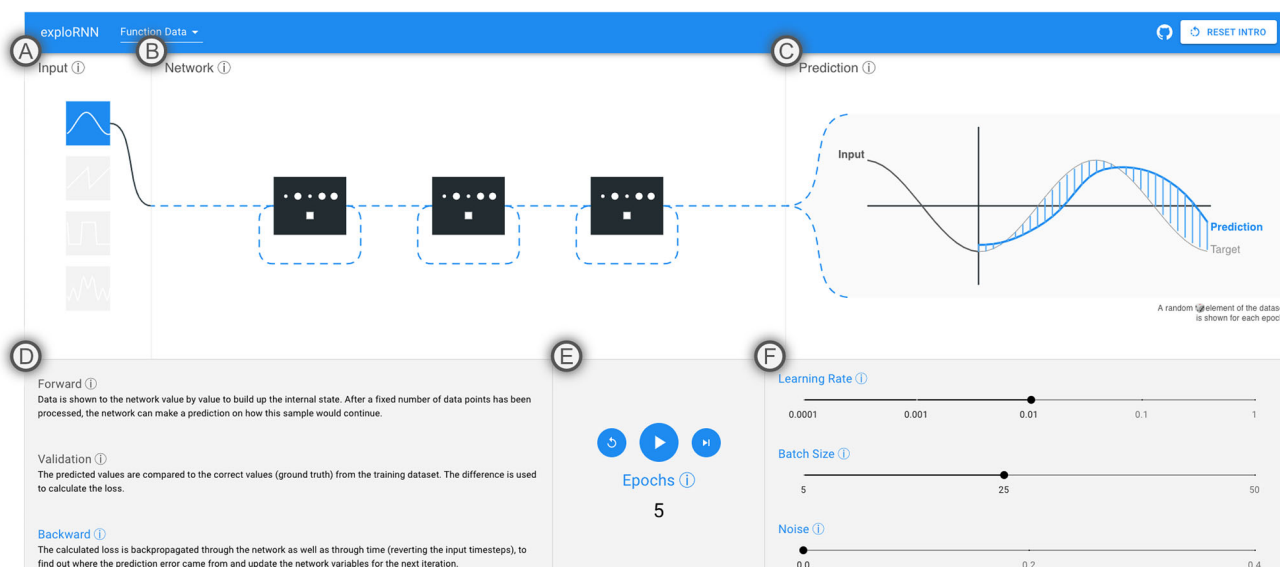 exploRNN Function Data RESET INTRO
A B C
Input Network Prediction
Input
Prediction
Target
A random element of the datas
is shown for each epoc
D E F
Forward
Data is shown to the network value by value to build up the internal state. After a fixed number of data points has been
processed, the network can make a prediction on how this sample would continue.
Validation
The predicted values are compared to the correct values (ground truth) from the training dataset. The difference is used
to calculate the loss.
Backward
The calculated loss is backpropagated through the network as well as through time (reverting the input timesteps), to
find out where the prediction error came from and update the network variables for the next iteration.
Epochs
5
Learning Rate
0.0001 0.001 0.01 0.1 1
Batch Size
5 25 50
Noise
0.0 0.2 0.4